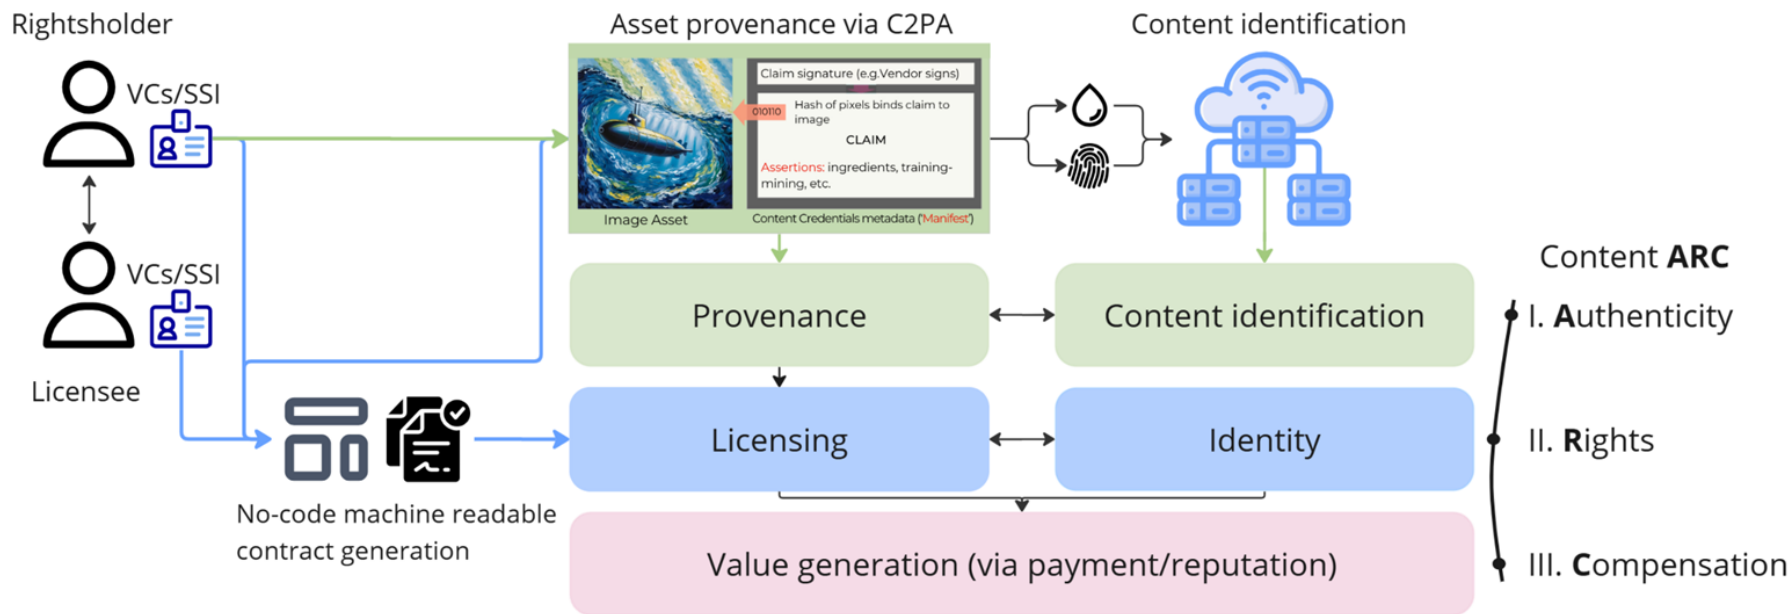 Rightsholder
Asset provenance via C2PA
Content identification
VCs/SSI
Claim signature (e.g.Vendor signs)
010110
Hash of pixels binds claim to
image
CLAIM
Assertions: ingredients, training-
mining, etc.
Image Asset
Content Credentials metadata ('Manifest')
VCs/SSI
Licensee
Provenance
Content identification
Licensing
Identity
No-code machine readable
contract generation
Value generation (via payment/reputation)
Content ARC
I. Authenticity
II. Rights
III. Compensation